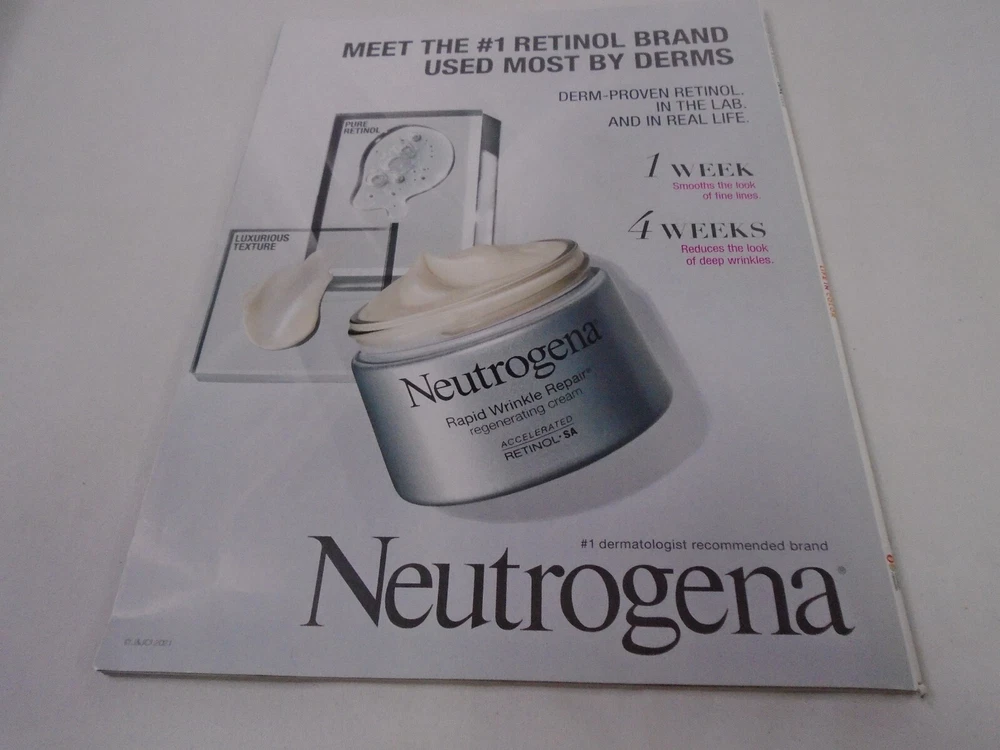 MEET THE #1 RETINOL BRAND
USED MOST BY DERMS
DERM-PROVEN RETINOL.
IN THE LAB.
AND IN REAL LIFE.
PURE
RETINOL
1 WEEK
Smooths the look
of fine lines.
4 WEEKS
Reduces the look
of deep wrinkles.
LUXURIOUS
TEXTURE
Neutrogena®
Rapid Wrinkle Repair®
regenerating cream
ACCELERATED
RETINOL·SA
#1 dermatologist recommended brand
Neutrogena®